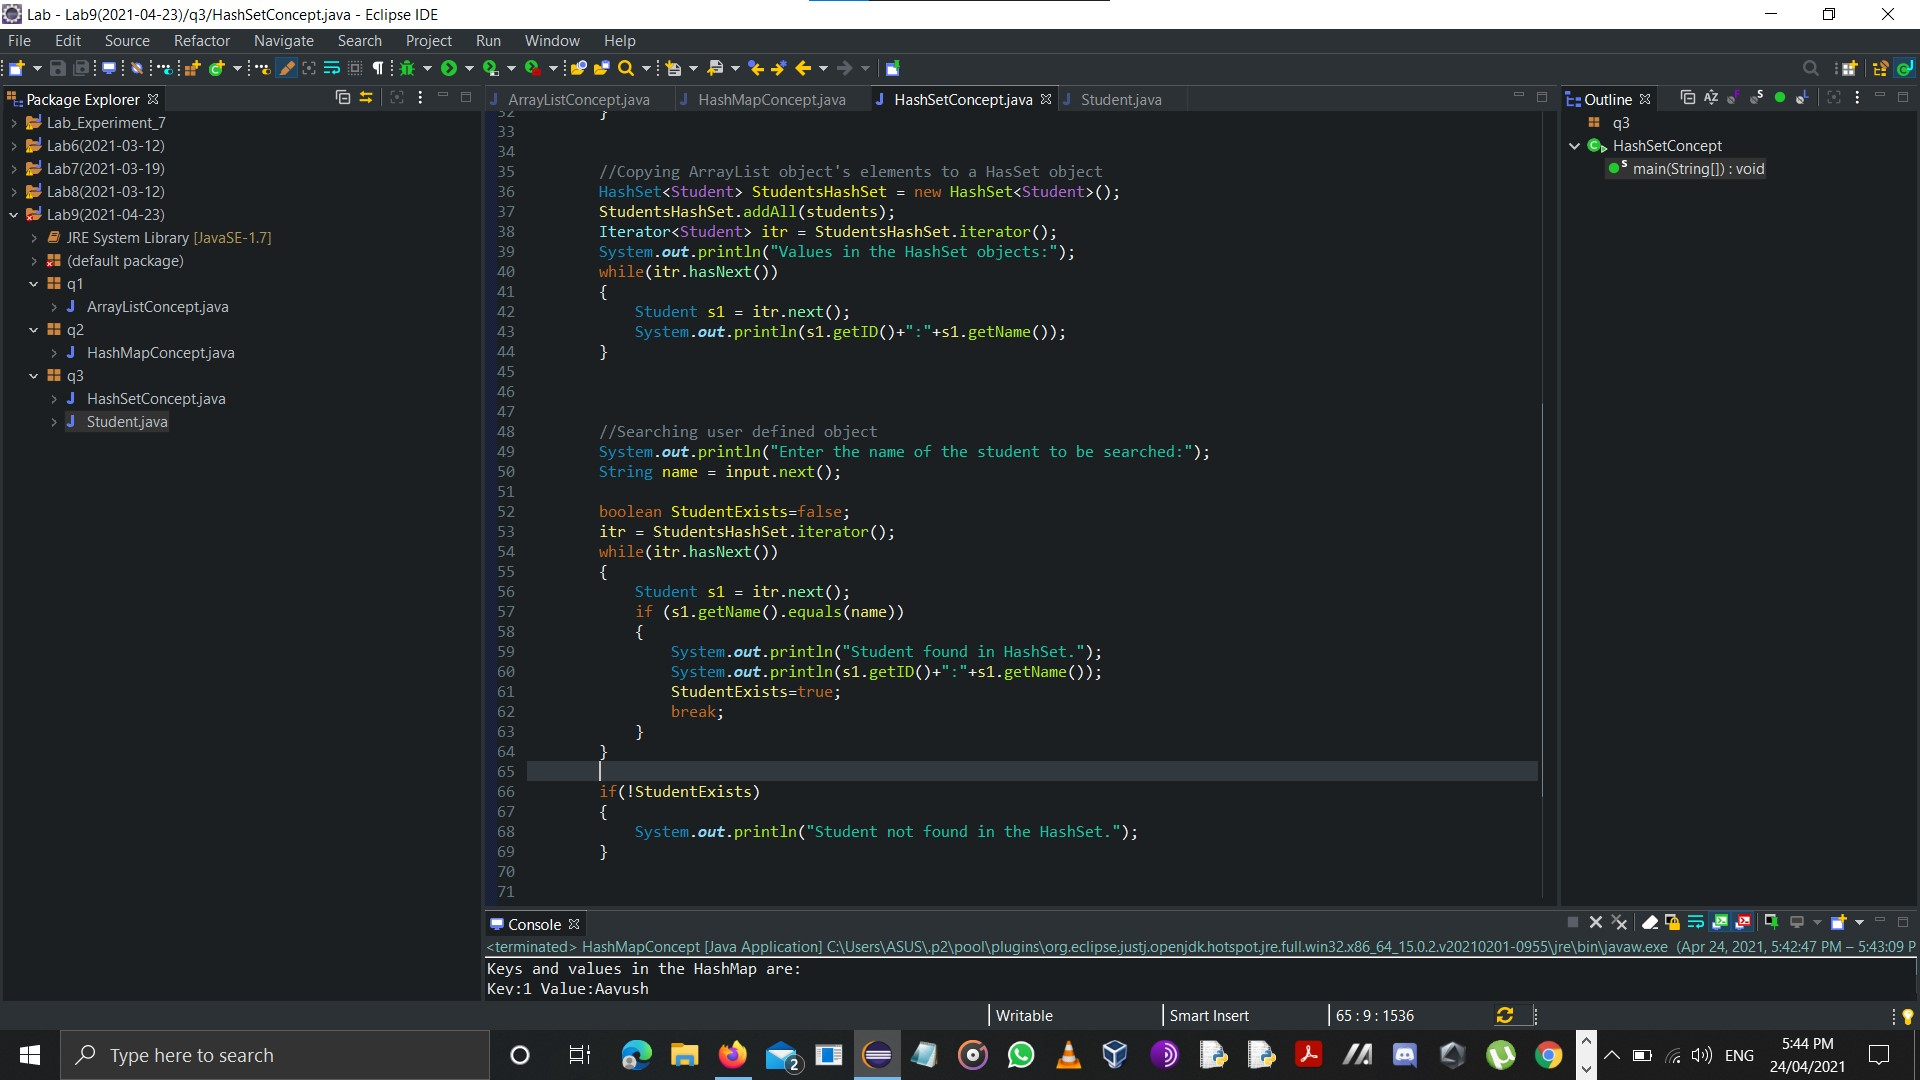 Lab - Lab9(2021-04-23)/q3/HashSetConcept.java - Eclipse IDE
File Edit Source Refactor Navigate Search Project Run Window Help
Package Explorer
Lab_Experiment_7
Lab6(2021-03-12)
Lab7(2021-03-19)
Lab8(2021-03-12)
Lab9(2021-04-23)
JRE System Library [JavaSE-1.7]
(default package)
q1
ArrayListConcept.java
q2
HashMapConcept.java
q3
HashSetConcept.java
Student.java
ArrayListConcept.java HashMapConcept.java HashSetConcept.java Student.java
32 }
33
34
35 //Copying ArrayList object's elements to a HasSet object
36 HashSet<Student> StudentsHashSet = new HashSet<Student>();
37 StudentsHashSet.addAll(students);
38 Iterator<Student> itr = StudentsHashSet.iterator();
39 System.out.println("Values in the HashSet objects:");
40 while(itr.hasNext())
41 {
42 Student s1 = itr.next();
43 System.out.println(s1.getID()+":"+s1.getName());
44 }
45
46
47
48 //Searching user defined object
49 System.out.println("Enter the name of the student to be searched:");
50 String name = input.next();
51
52 boolean StudentExists=false;
53 itr = StudentsHashSet.iterator();
54 while(itr.hasNext())
55 {
56 Student s1 = itr.next();
57 if (s1.getName().equals(name))
58 {
59 System.out.println("Student found in HashSet.");
60 System.out.println(s1.getID()+":"+s1.getName());
61 StudentExists=true;
62 break;
63 }
64 }
65
66 if(!StudentExists)
67 {
68 System.out.println("Student not found in the HashSet.");
69 }
70
71
Outline
q3
HashSetConcept
main(String[]) : void
Console
<terminated> HashMapConcept [Java Application] C:\Users\ASUS\.p2\pool\plugins\org.eclipse.justj.openjdk.hotspot.jre.full.win32.x86_64_15.0.2.v20210201-0955\jre\bin\javaw.exe (Apr 24, 2021, 5:42:47 PM – 5:43:09 P
Keys and values in the HashMap are:
Key:1 Value:Aayush
Writable Smart Insert 65 : 9 : 1536
Type here to search
2
ENG
5:44 PM
24/04/2021